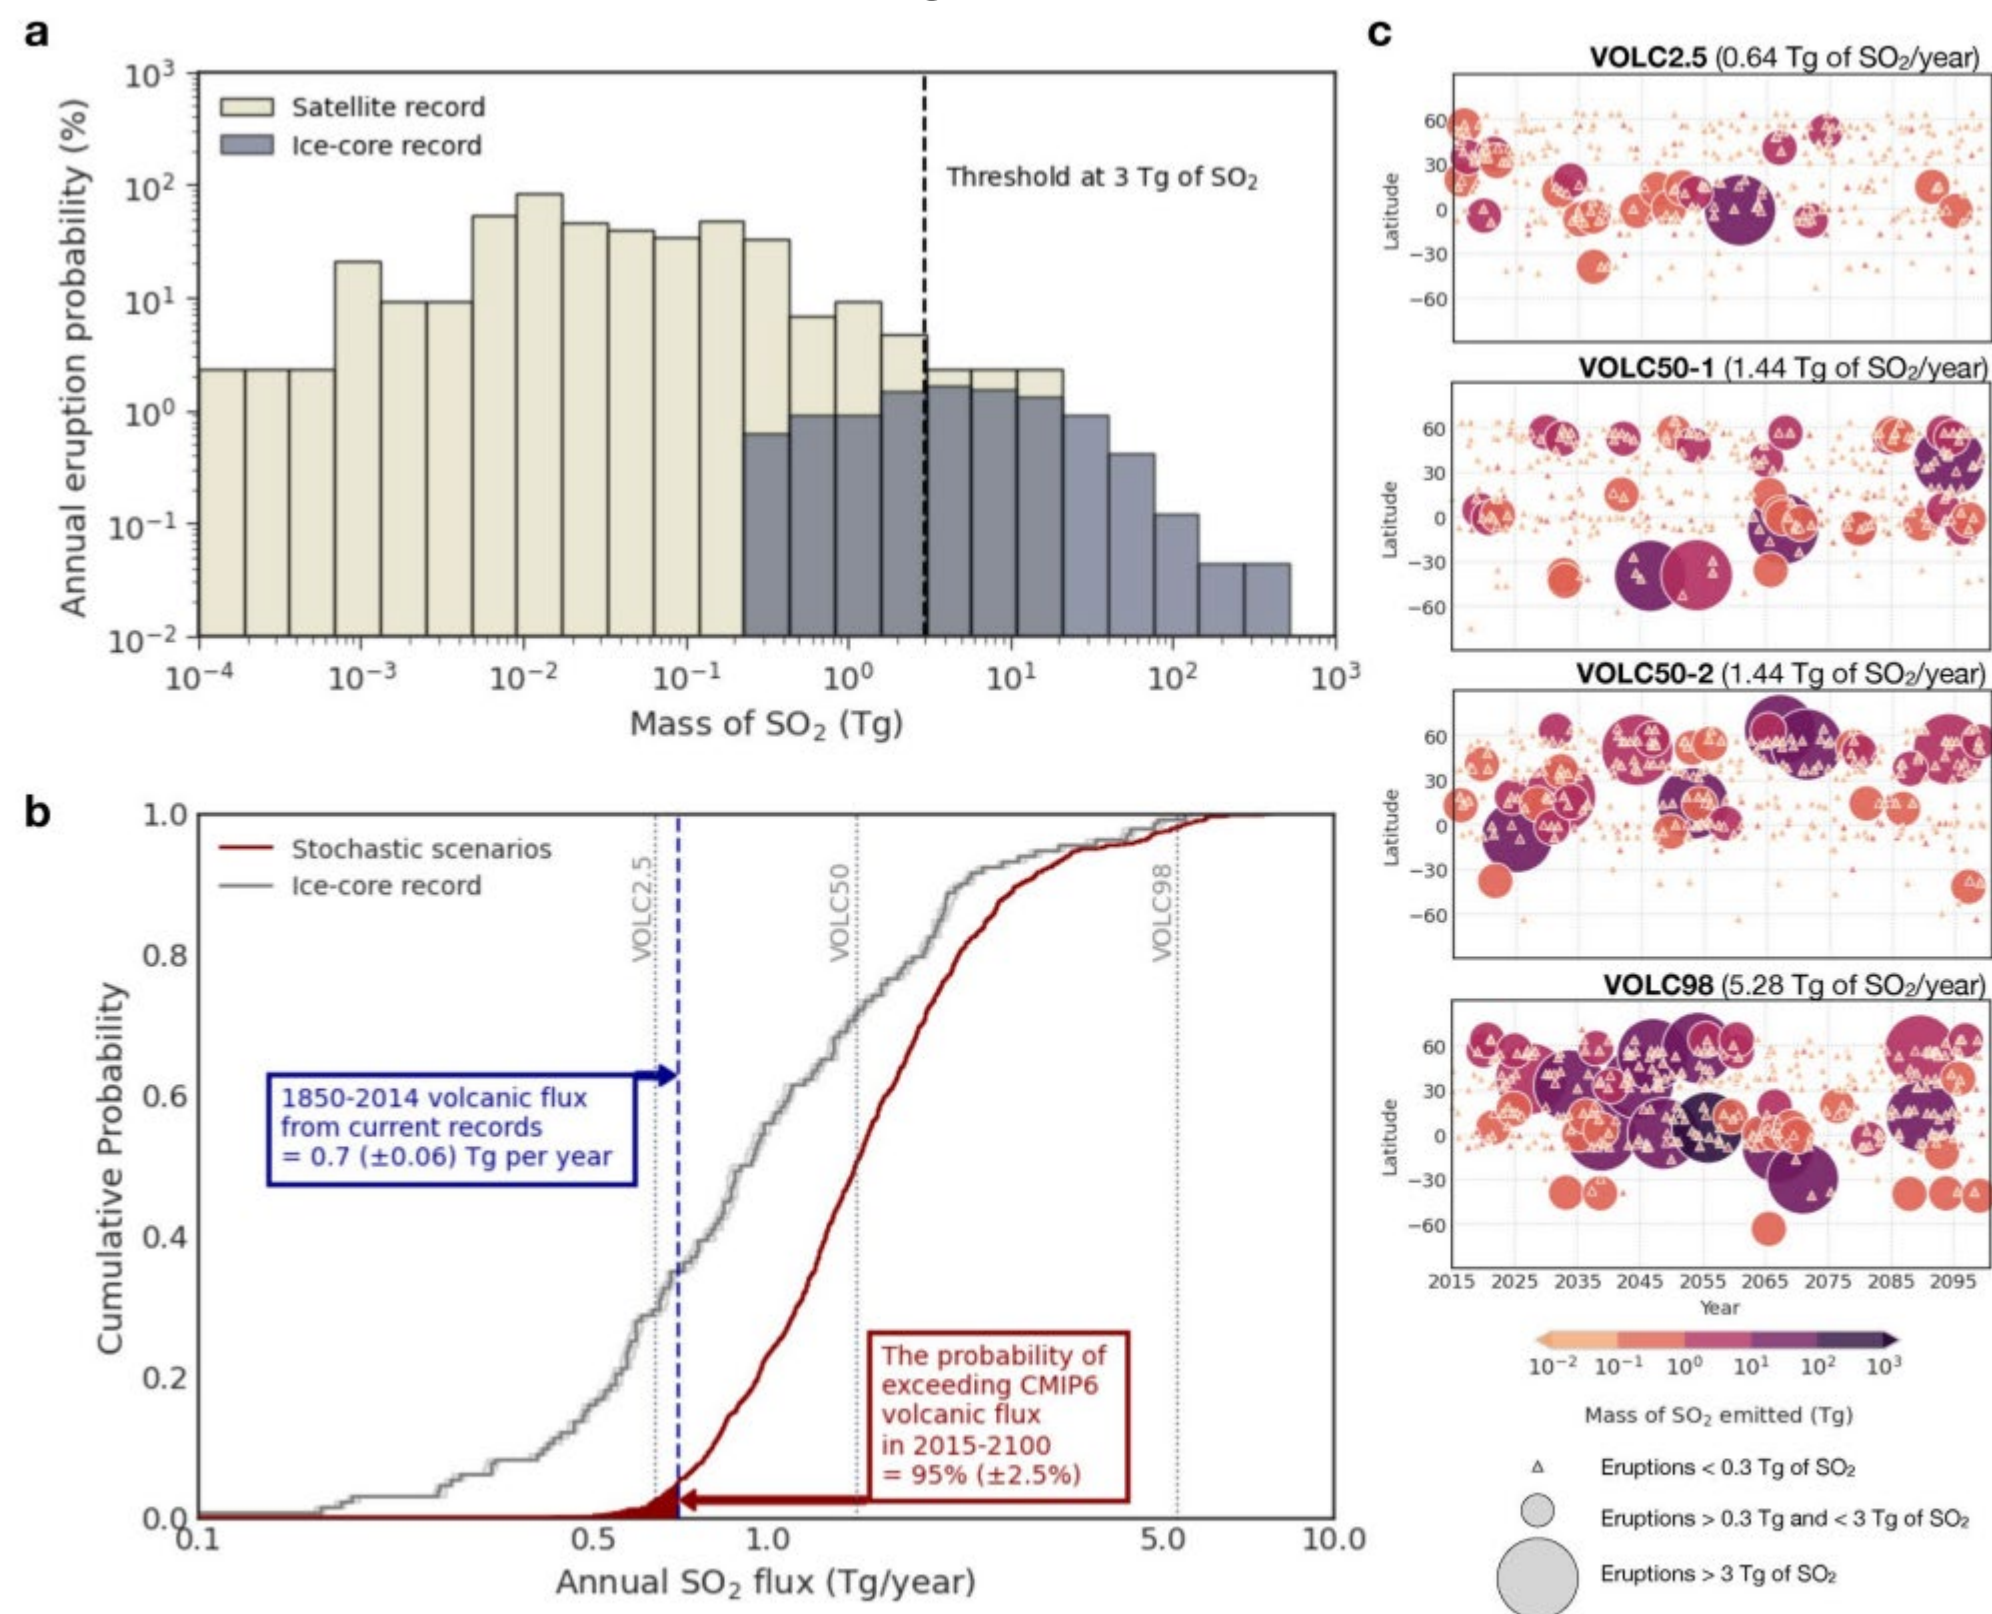 a
10³
10²
10¹
10⁰
10⁻¹
10⁻²
Annual eruption probability (%)
Satellite record
Ice-core record
Threshold at 3 Tg of SO₂
10⁻⁴ 10⁻³ 10⁻² 10⁻¹ 10⁰ 10¹ 10² 10³
Mass of SO₂ (Tg)
b
1.0
0.8
0.6
0.4
0.2
0.0
Cumulative Probability
Stochastic scenarios
Ice-core record
VOLC2.5
VOLC50
VOLC98
1850-2014 volcanic flux
from current records
= 0.7 (±0.06) Tg per year
The probability of
exceeding CMIP6
volcanic flux
in 2015-2100
= 95% (±2.5%)
0.1 0.5 1.0 5.0 10.0
Annual SO₂ flux (Tg/year)
c
VOLC2.5 (0.64 Tg of SO₂/year)
60
30
0
−30
−60
Latitude
VOLC50-1 (1.44 Tg of SO₂/year)
60
30
0
−30
−60
Latitude
VOLC50-2 (1.44 Tg of SO₂/year)
60
30
0
−30
−60
Latitude
VOLC98 (5.28 Tg of SO₂/year)
60
30
0
−30
−60
Latitude
2015 2025 2035 2045 2055 2065 2075 2085 2095
Year
10⁻² 10⁻¹ 10⁰ 10¹ 10² 10³
Mass of SO₂ emitted (Tg)
Eruptions < 0.3 Tg of SO₂
Eruptions > 0.3 Tg and < 3 Tg of SO₂
Eruptions > 3 Tg of SO₂